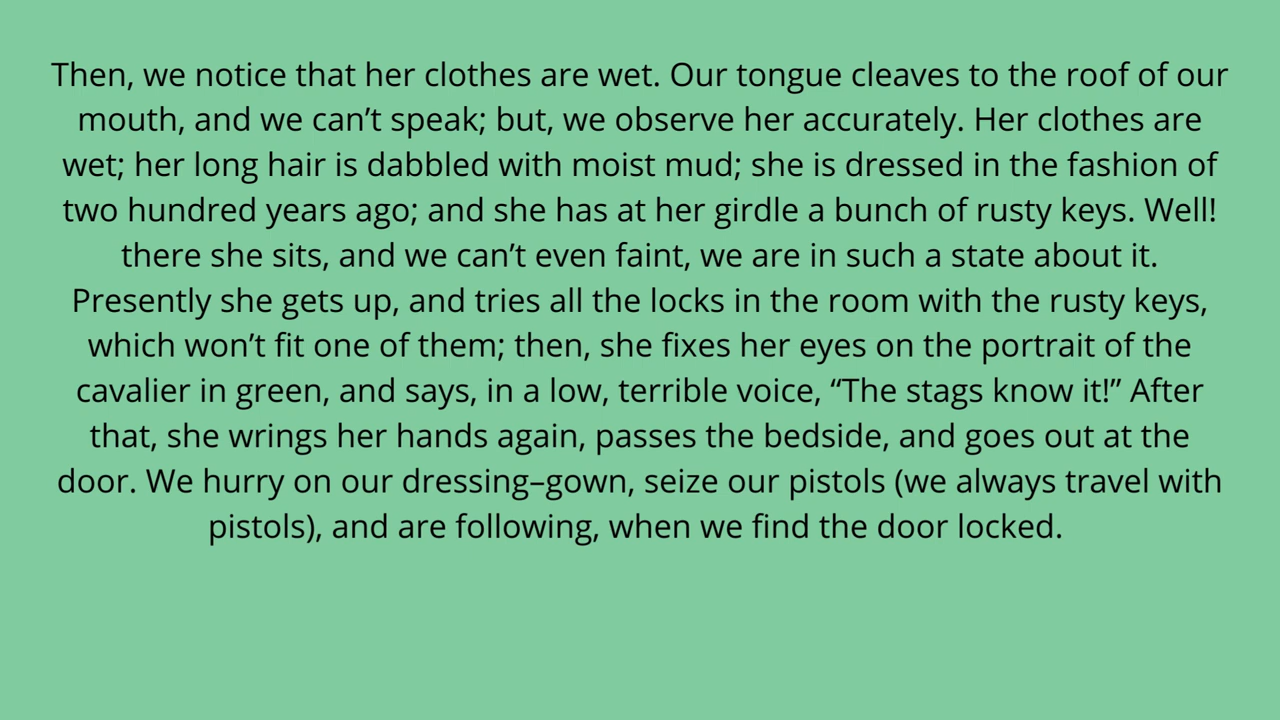 Then, we notice that her clothes are wet. Our tongue cleaves to the roof of our
mouth, and we can’t speak; but, we observe her accurately. Her clothes are
wet; her long hair is dabbled with moist mud; she is dressed in the fashion of
two hundred years ago; and she has at her girdle a bunch of rusty keys. Well!
there she sits, and we can’t even faint, we are in such a state about it.
Presently she gets up, and tries all the locks in the room with the rusty keys,
which won’t fit one of them; then, she fixes her eyes on the portrait of the
cavalier in green, and says, in a low, terrible voice, “The stags know it!” After
that, she wrings her hands again, passes the bedside, and goes out at the
door. We hurry on our dressing–gown, seize our pistols (we always travel with
pistols), and are following, when we find the door locked.